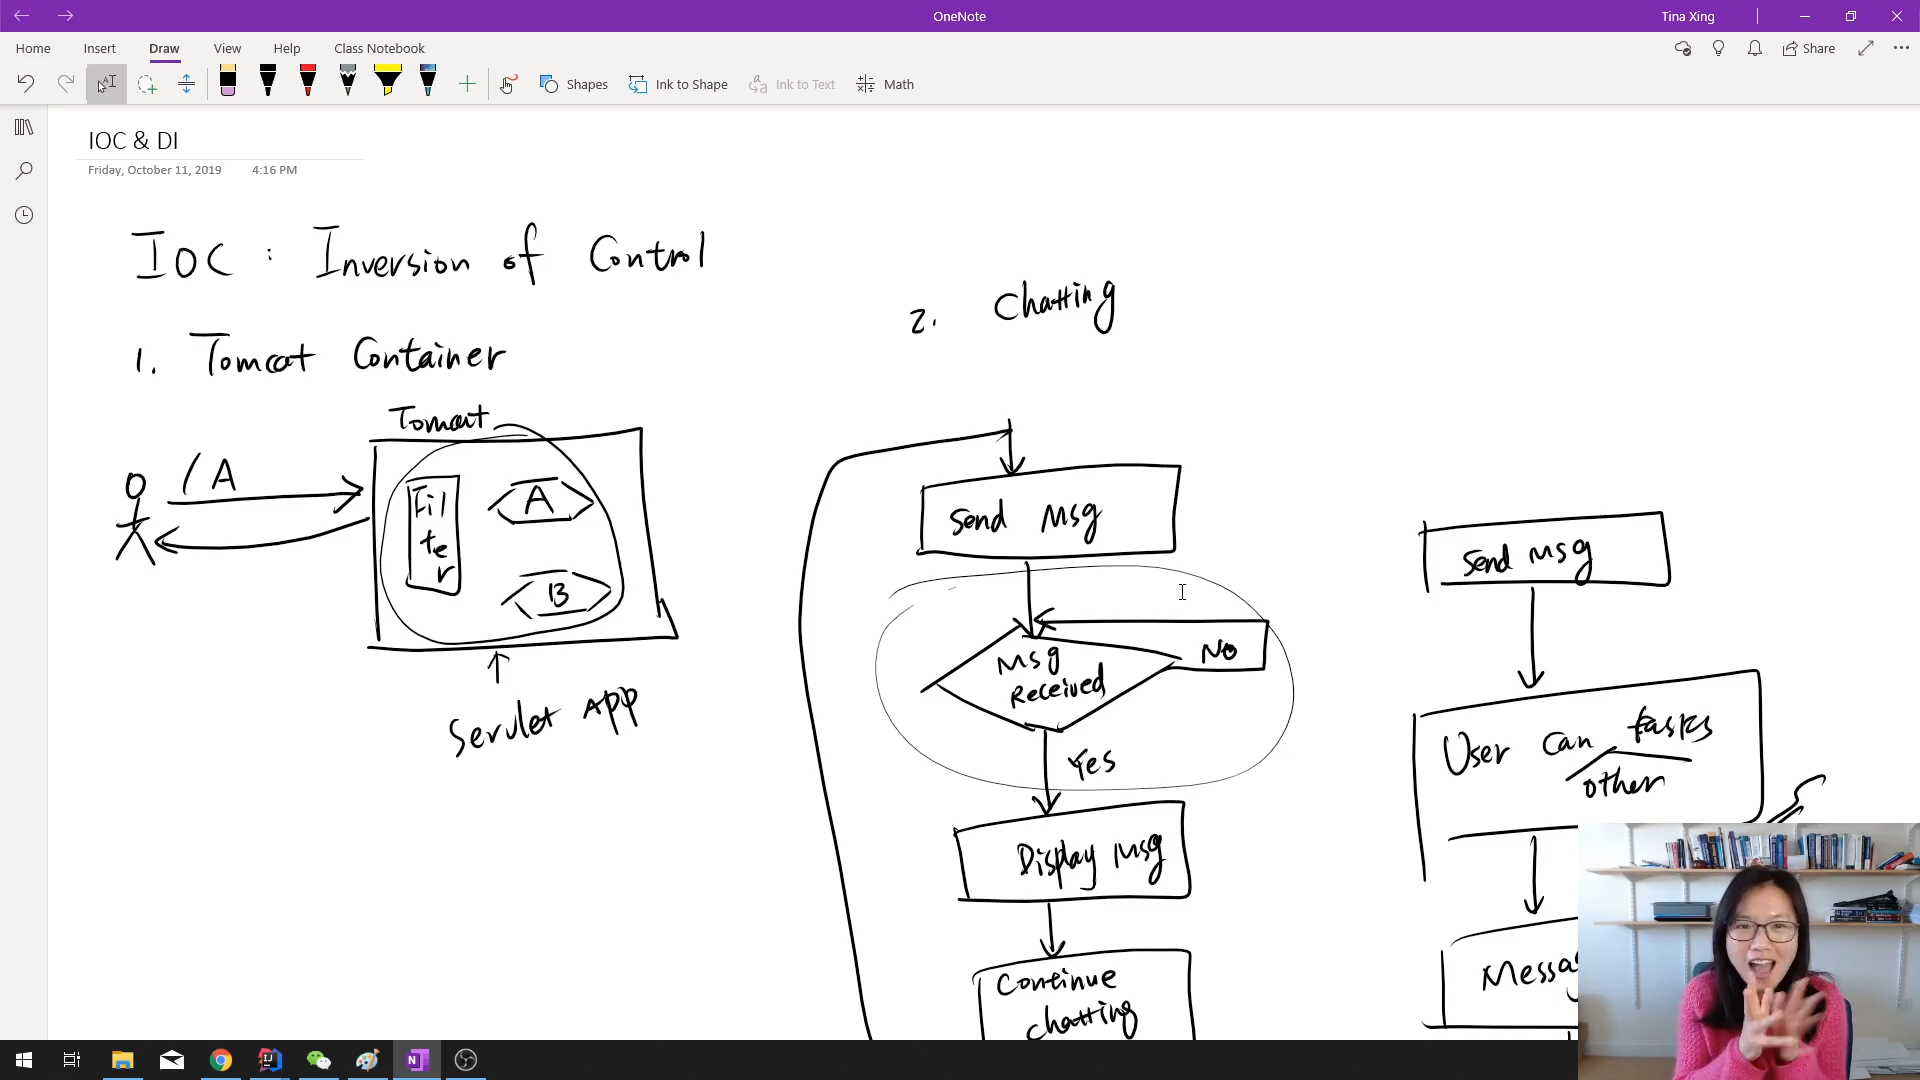 OneNote
Tina Xing
Home
Insert
Draw
View
Help
Class Notebook
Share
Shapes
Ink to Shape
Ink to Text
Math
IOC & DI
Friday, October 11, 2019
4:16 PM
IOC : Inversion of Control
1. Tomcat Container
Tomcat
/A
Fil
te
r
A
B
Servlet APP
2. Chatting
Send Msg
Msg
Received
No
Yes
Display Msg
Continue
chatting
Send Msg
User can tasks
other
Messa